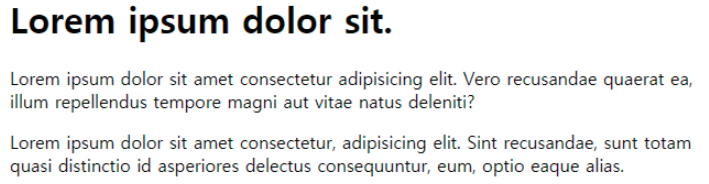 Lorem ipsum dolor sit.
Lorem ipsum dolor sit amet consectetur adipisicing elit. Vero recusandae quaerat ea,
illum repellendus tempore magni aut vitae natus deleniti?
Lorem ipsum dolor sit amet consectetur, adipisicing elit. Sint recusandae, sunt totam
quasi distinctio id asperiores delectus consequuntur, eum, optio eaque alias.